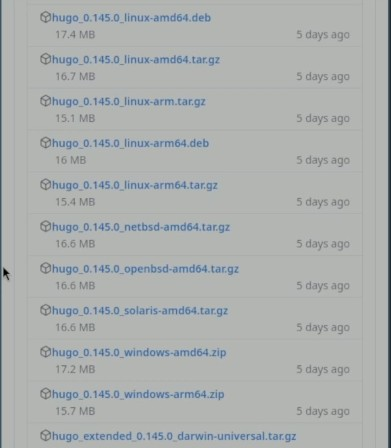 hugo_0.145.0_linux-amd64.deb
17.4 MB 5 days ago
hugo_0.145.0_linux-amd64.tar.gz
16.7 MB 5 days ago
hugo_0.145.0_linux-arm.tar.gz
15.1 MB 5 days ago
hugo_0.145.0_linux-arm64.deb
16 MB 5 days ago
hugo_0.145.0_linux-arm64.tar.gz
15.4 MB 5 days ago
hugo_0.145.0_netbsd-amd64.tar.gz
16.6 MB 5 days ago
hugo_0.145.0_openbsd-amd64.tar.gz
16.6 MB 5 days ago
hugo_0.145.0_solaris-amd64.tar.gz
16.6 MB 5 days ago
hugo_0.145.0_windows-amd64.zip
17.2 MB 5 days ago
hugo_0.145.0_windows-arm64.zip
15.7 MB 5 days ago
hugo_extended_0.145.0_darwin-universal.tar.gz